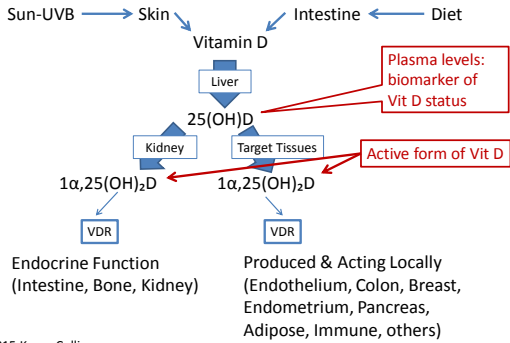 Sun-UVB Skin Intestine Diet
Vitamin D
Plasma levels:
biomarker of
Vit D status
Liver
25(OH)D
Kidney Target Tissues
Active form of Vit D
1α,25(OH)₂D 1α,25(OH)₂D
VDR VDR
Endocrine Function
(Intestine, Bone, Kidney)
Produced & Acting Locally
(Endothelium, Colon, Breast,
Endometrium, Pancreas,
Adipose, Immune, others)